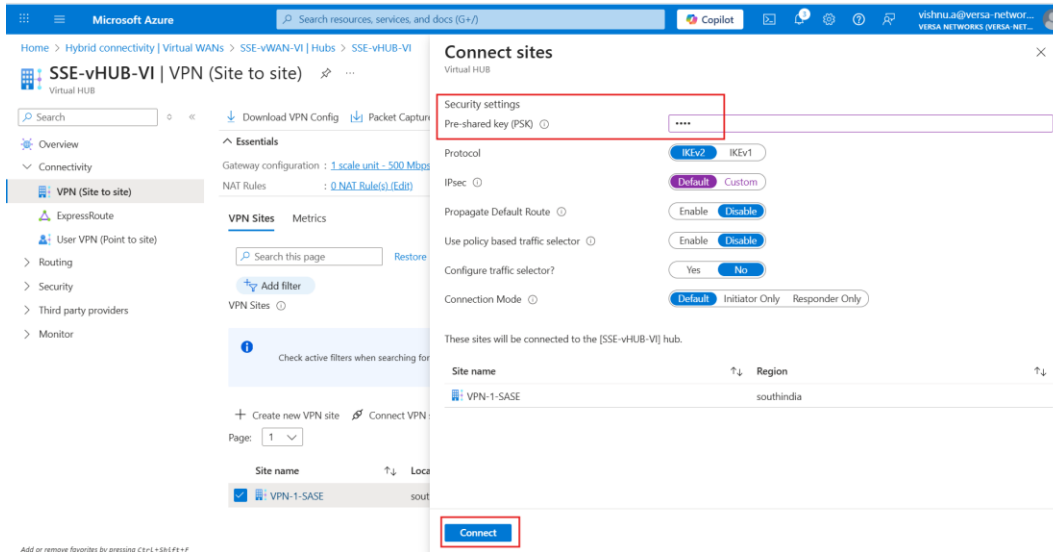 Microsoft Azure
Search resources, services, and docs (G+/)
Copilot
3
vishnu.a@versa-networ...
VERSA NETWORKS (VERSA-NET...
Home > Hybrid connectivity | Virtual WANs > SSE-vWAN-VI | Hubs > SSE-vHUB-VI
SSE-vHUB-VI | VPN (Site to site)
Virtual HUB
Search
Overview
Connectivity
VPN (Site to site)
ExpressRoute
User VPN (Point to site)
Routing
Security
Third party providers
Monitor
Add or remove favorites by pressing Ctrl+Shift+F
Download VPN Config
Packet Capture
Essentials
Gateway configuration : 1 scale unit - 500 Mbps
NAT Rules : 0 NAT Rule(s) (Edit)
VPN Sites Metrics
Search this page
Restore
Add filter
VPN Sites
Check active filters when searching for
Create new VPN site Connect VPN
Page: 1
Site name Loca
VPN-1-SASE sout
Connect sites
Virtual HUB
Security settings
Pre-shared key (PSK) ••••
Protocol IKEv2 IKEv1
IPsec Default Custom
Propagate Default Route Enable Disable
Use policy based traffic selector Enable Disable
Configure traffic selector? Yes No
Connection Mode Default Initiator Only Responder Only
These sites will be connected to the [SSE-vHUB-VI] hub.
Site name Region
VPN-1-SASE southindia
Connect